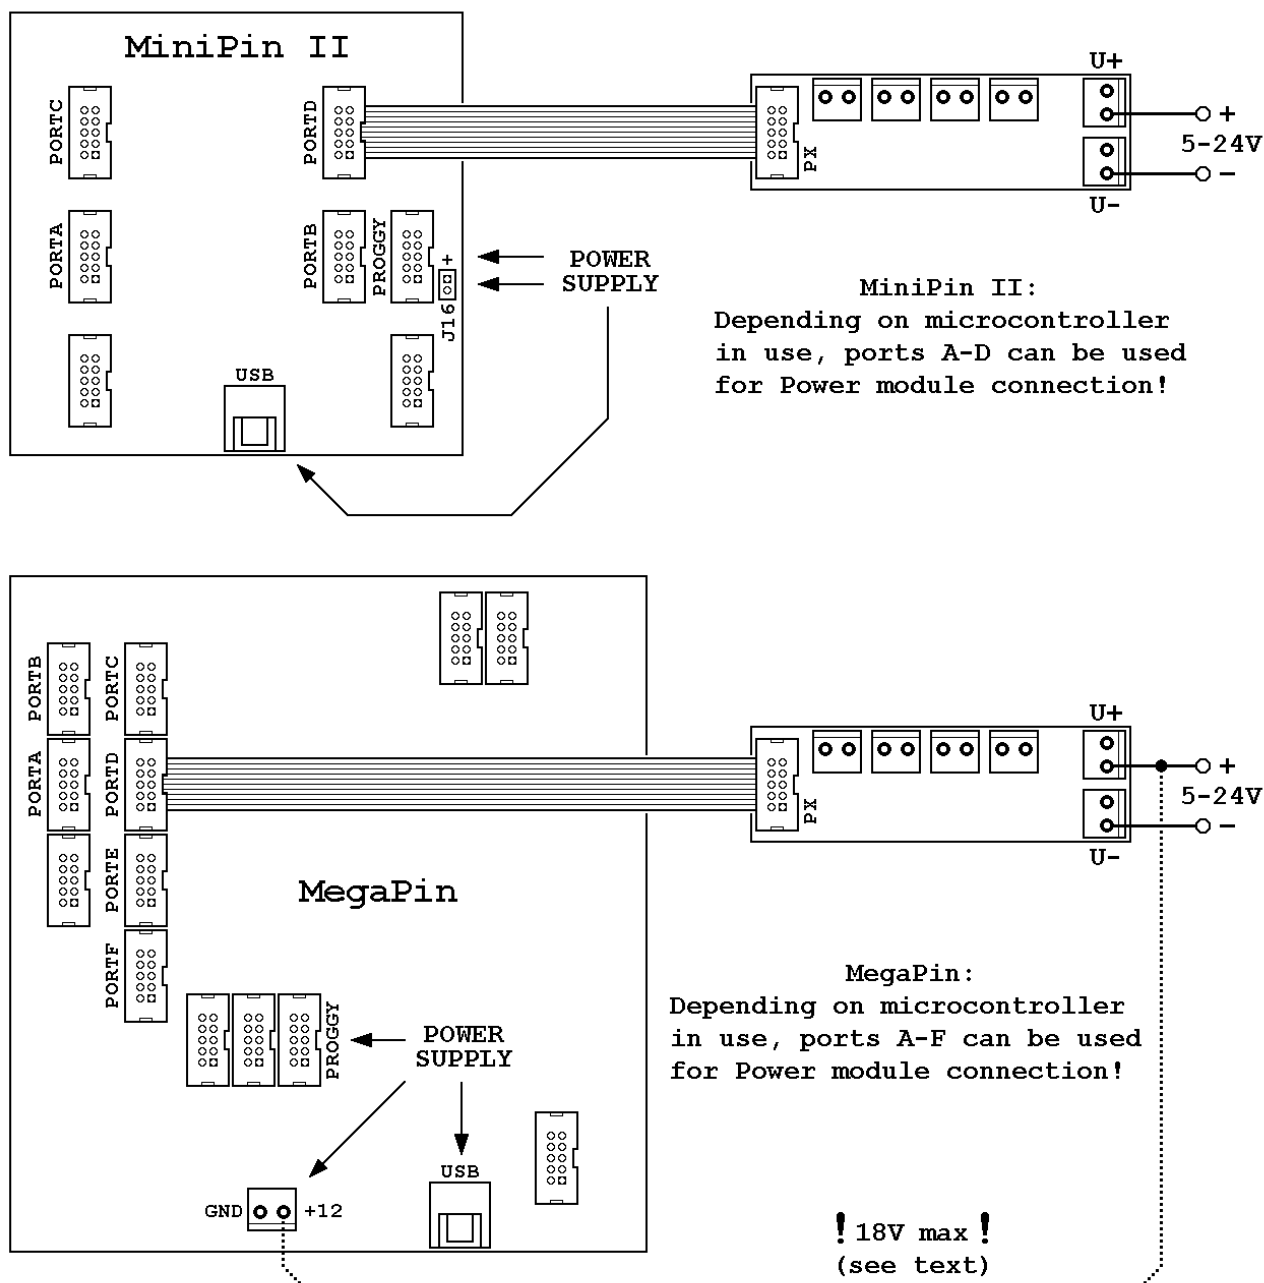 MiniPin II
PORTC
PORTD
PX
U+
+
5-24V
-
U-
PORTA
PORTB
PROGGY
+
J16
POWER
SUPPLY
USB
MiniPin II:
Depending on microcontroller
in use, ports A-D can be used
for Power module connection!
PORTB
PORTC
PORTA
PORTD
PX
U+
+
5-24V
-
U-
PORTE
MegaPin
PORTF
PROGGY
POWER
SUPPLY
MegaPin:
Depending on microcontroller
in use, ports A-F can be used
for Power module connection!
USB
GND
+12
! 18V max !
(see text)